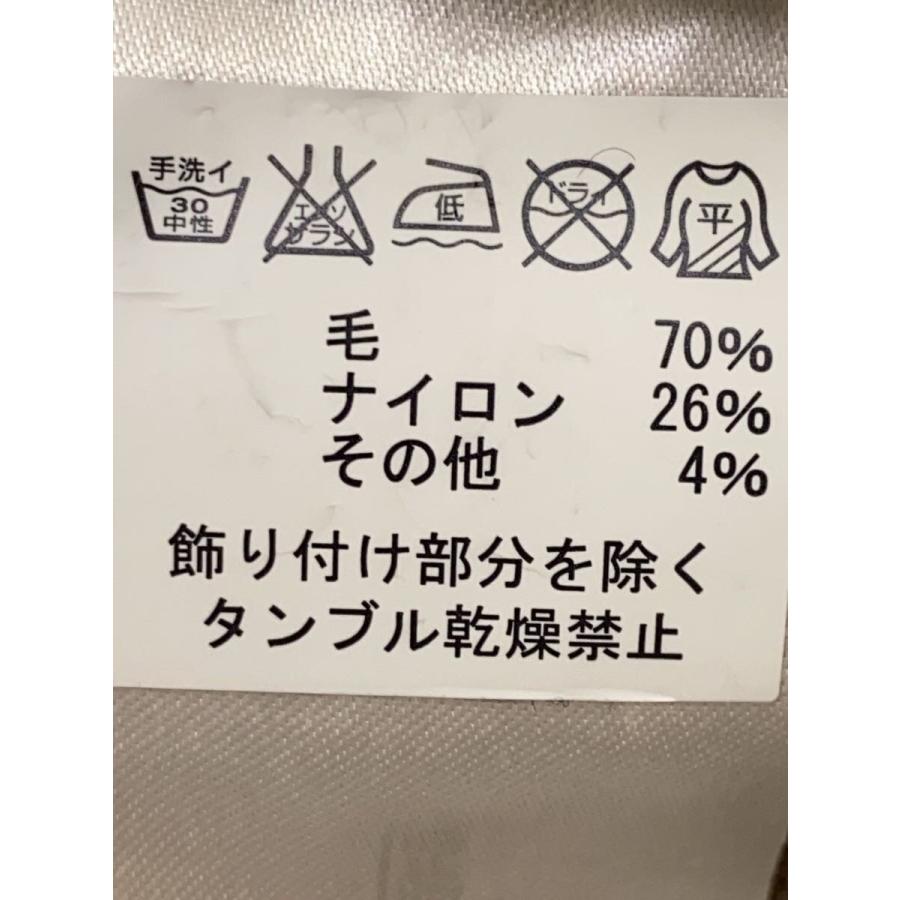 手洗イ
30
中性
エンソ
サラシ
低
ドライ
平
毛 70%
ナイロン 26%
その他 4%
飾り付け部分を除く
タンブル乾燥禁止